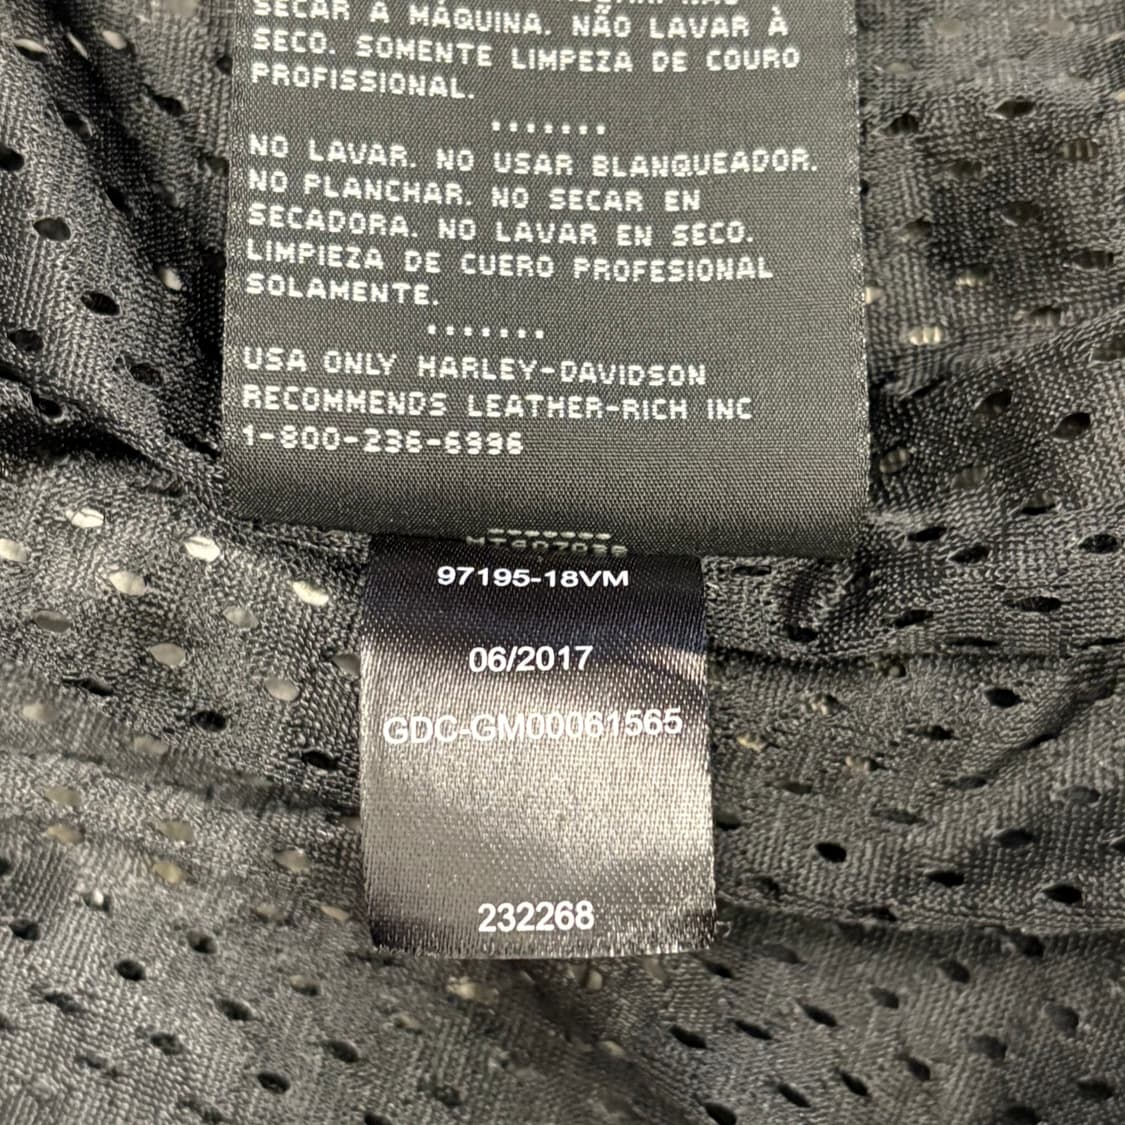 SECAR À MÁQUINA. NÃO LAVAR À
SECO. SOMENTE LIMPEZA DE COURO
PROFISSIONAL.
.......
NO LAVAR. NO USAR BLANQUEADOR.
NO PLANCHAR. NO SECAR EN
SECADORA. NO LAVAR EN SECO.
LIMPIEZA DE CUERO PROFESIONAL
SOLAMENTE.
.......
USA ONLY HARLEY-DAVIDSON
RECOMMENDS LEATHER-RICH INC
1-800-236-6996
97195-18VM
06/2017
GDC-GM00061565
232268